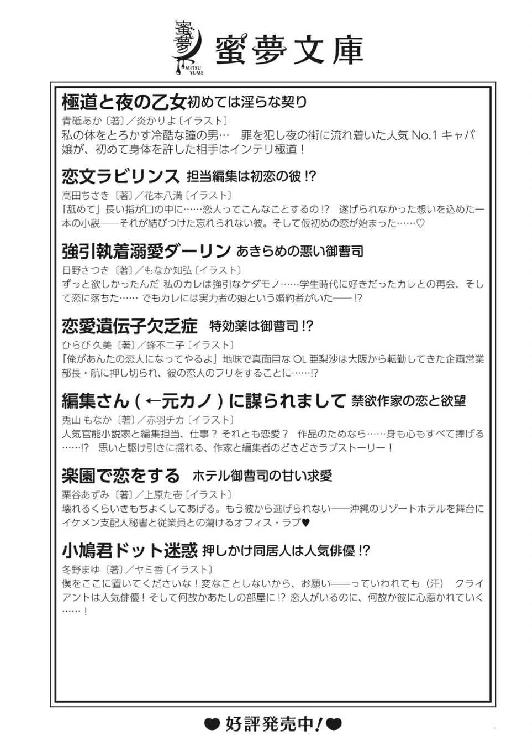 蜜夢
MITSU
YUME
蜜夢文庫
極道と夜の乙女 初めては淫らな契り
青砥あか〔著〕／炎かりよ〔イラスト〕
私の体をとろかす冷酷な瞳の男… 罪を犯し夜の街に流れ着いた人気No.1キャバ
嬢が、初めて身体を許した相手はインテリ極道！
恋文ラビリンス 担当編集は初恋の彼!?
高田ちさき〔著〕／花本八満〔イラスト〕
「舐めて」長い指が口の中に……恋人ってこんなことするの!? 遂げられなかった想いを込めた一
本の小説――それが結びつけた忘れられない彼。そして仮初めの恋が始まった……♡
強引執着溺愛ダーリン あきらめの悪い御曹司
日野さつき〔著〕／もなか知弘〔イラスト〕
ずっと欲しかったんだ 私のカレは強引なケダモノ……学生時代に好きだったカレとの再会、そし
て恋に落ちた…… でもカレには実力者の娘という婚約者がいた――!?
恋愛遺伝子欠乏症 特効薬は御曹司!?
ひらび久美〔著〕／蜂不二子〔イラスト〕
「俺があんたの恋人になってやるよ」地味で真面目なOL亜梨沙は大阪から転勤してきた企画営業
部長・航に押し切られ、彼の恋人のフリをすることに……!?
編集さん（←元カノ）に謀られまして 禁欲作家の恋と欲望
兎山もなか〔著〕／赤羽チカ〔イラスト〕
人気官能小説家と編集担当、仕事？ それとも恋愛？ 作品のためなら……身も心もすべて捧げる
……!? 思いと駆け引きに揺れる、作家と編集者のどきどきラブストーリー！
楽園で恋をする ホテル御曹司の甘い求愛
栗谷あずみ〔著〕／上原た壱〔イラスト〕
壊れるくらいきもちよくしてあげる。もう彼から逃げられない――沖縄のリゾートホテルを舞台に
イケメン支配人秘書と従業員との蕩けるオフィス・ラブ♥
小鳩君ドット迷惑 押しかけ同居人は人気俳優!?
冬野まゆ〔著〕／ヤミ香〔イラスト〕
僕をここに置いてくださいな！変なことしないから、お願い――っていわれても（汗） クライ
アントは人気俳優！そして何故かあたしの部屋に!? 恋人がいるのに、何故か彼に心惹かれていく
……！
♥好評発売中！♥